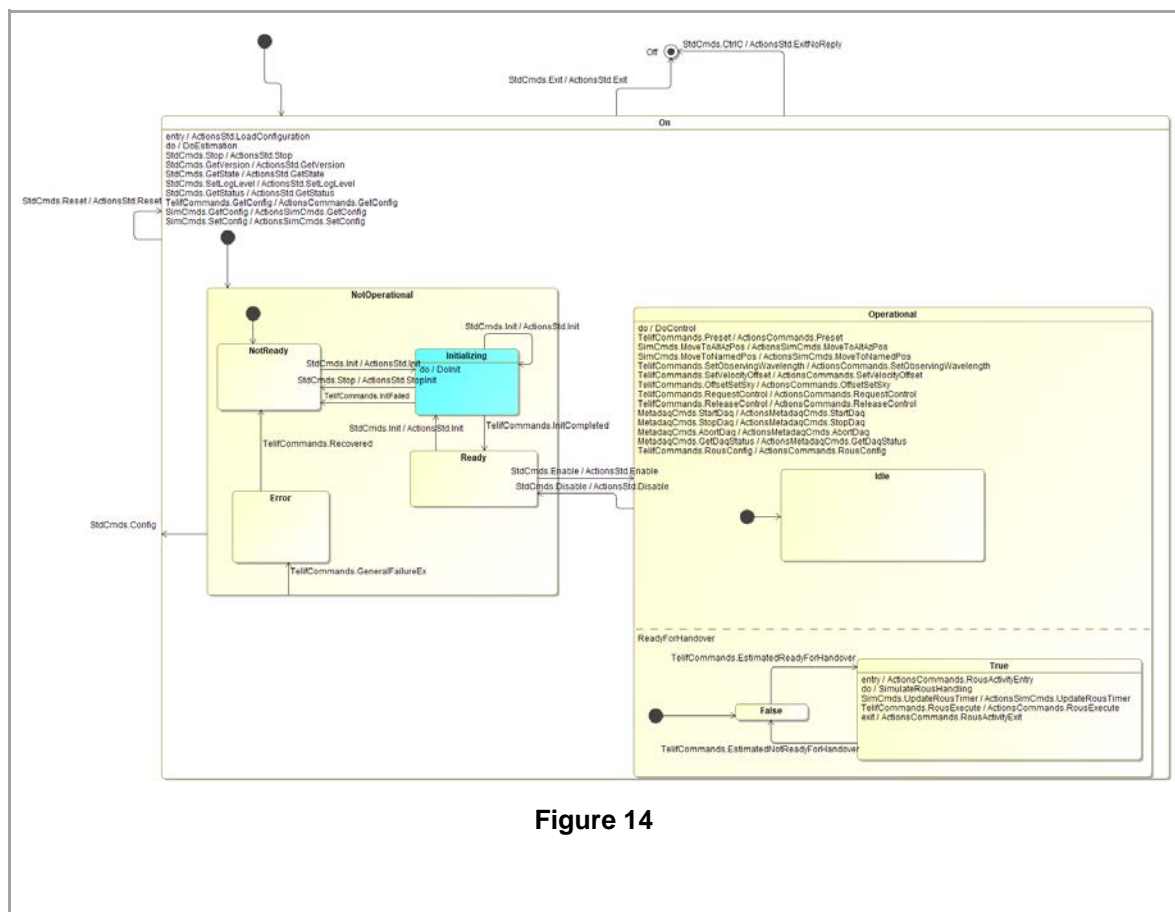 Off
StdCmds.CtrlC / ActionsStd.ExitNoReply
StdCmds.Exit / ActionsStd.Exit
On
entry / ActionsStd.LoadConfiguration
do / DoEstimation
StdCmds.Stop / ActionsStd.Stop
StdCmds.GetVersion / ActionsStd.GetVersion
StdCmds.GetState / ActionsStd.GetState
StdCmds.SetLogLevel / ActionsStd.SetLogLevel
StdCmds.GetStatus / ActionsStd.GetStatus
TelifCommands.GetConfig / ActionsCommands.GetConfig
SimCmds.GetConfig / ActionsSimCmds.GetConfig
SimCmds.SetConfig / ActionsSimCmds.SetConfig
StdCmds.Reset / ActionsStd.Reset
NotOperational
StdCmds.Init / ActionsStd.Init
NotReady
Initializing
do / DoInit
StdCmds.Init / ActionsStd.Init
StdCmds.Stop / ActionsStd.StopInit
TelifCommands.InitFailed
StdCmds.Init / ActionsStd.Init
TelifCommands.InitCompleted
TelifCommands.Recovered
Ready
StdCmds.Enable / ActionsStd.Enable
StdCmds.Disable / ActionsStd.Disable
Error
StdCmds.Config
TelifCommands.GeneralFailureEx
Operational
do / DoControl
TelifCommands.Preset / ActionsCommands.Preset
SimCmds.MoveToAltAzPos / ActionsSimCmds.MoveToAltAzPos
SimCmds.MoveToNamedPos / ActionsSimCmds.MoveToNamedPos
TelifCommands.SetObservingWavelength / ActionsCommands.SetObservingWavelength
TelifCommands.SetVelocityOffset / ActionsCommands.SetVelocityOffset
TelifCommands.OffsetSetSky / ActionsCommands.OffsetSetSky
TelifCommands.RequestControl / ActionsCommands.RequestControl
TelifCommands.ReleaseControl / ActionsCommands.ReleaseControl
MetadaqCmds.StartDaq / ActionsMetadaqCmds.StartDaq
MetadaqCmds.StopDaq / ActionsMetadaqCmds.StopDaq
MetadaqCmds.AbortDaq / ActionsMetadaqCmds.AbortDaq
MetadaqCmds.GetDaqStatus / ActionsMetadaqCmds.GetDaqStatus
TelifCommands.RousConfig / ActionsCommands.RousConfig
Idle
ReadyForHandover
TelifCommands.EstimatedReadyForHandover
False
TelifCommands.EstimatedNotReadyForHandover
True
entry / ActionsCommands.RousActivityEntry
do / SimulateRousHandling
SimCmds.UpdateRousTimer / ActionsSimCmds.UpdateRousTimer
TelifCommands.RousExecute / ActionsCommands.RousExecute
exit / ActionsCommands.RousActivityExit
Figure 14